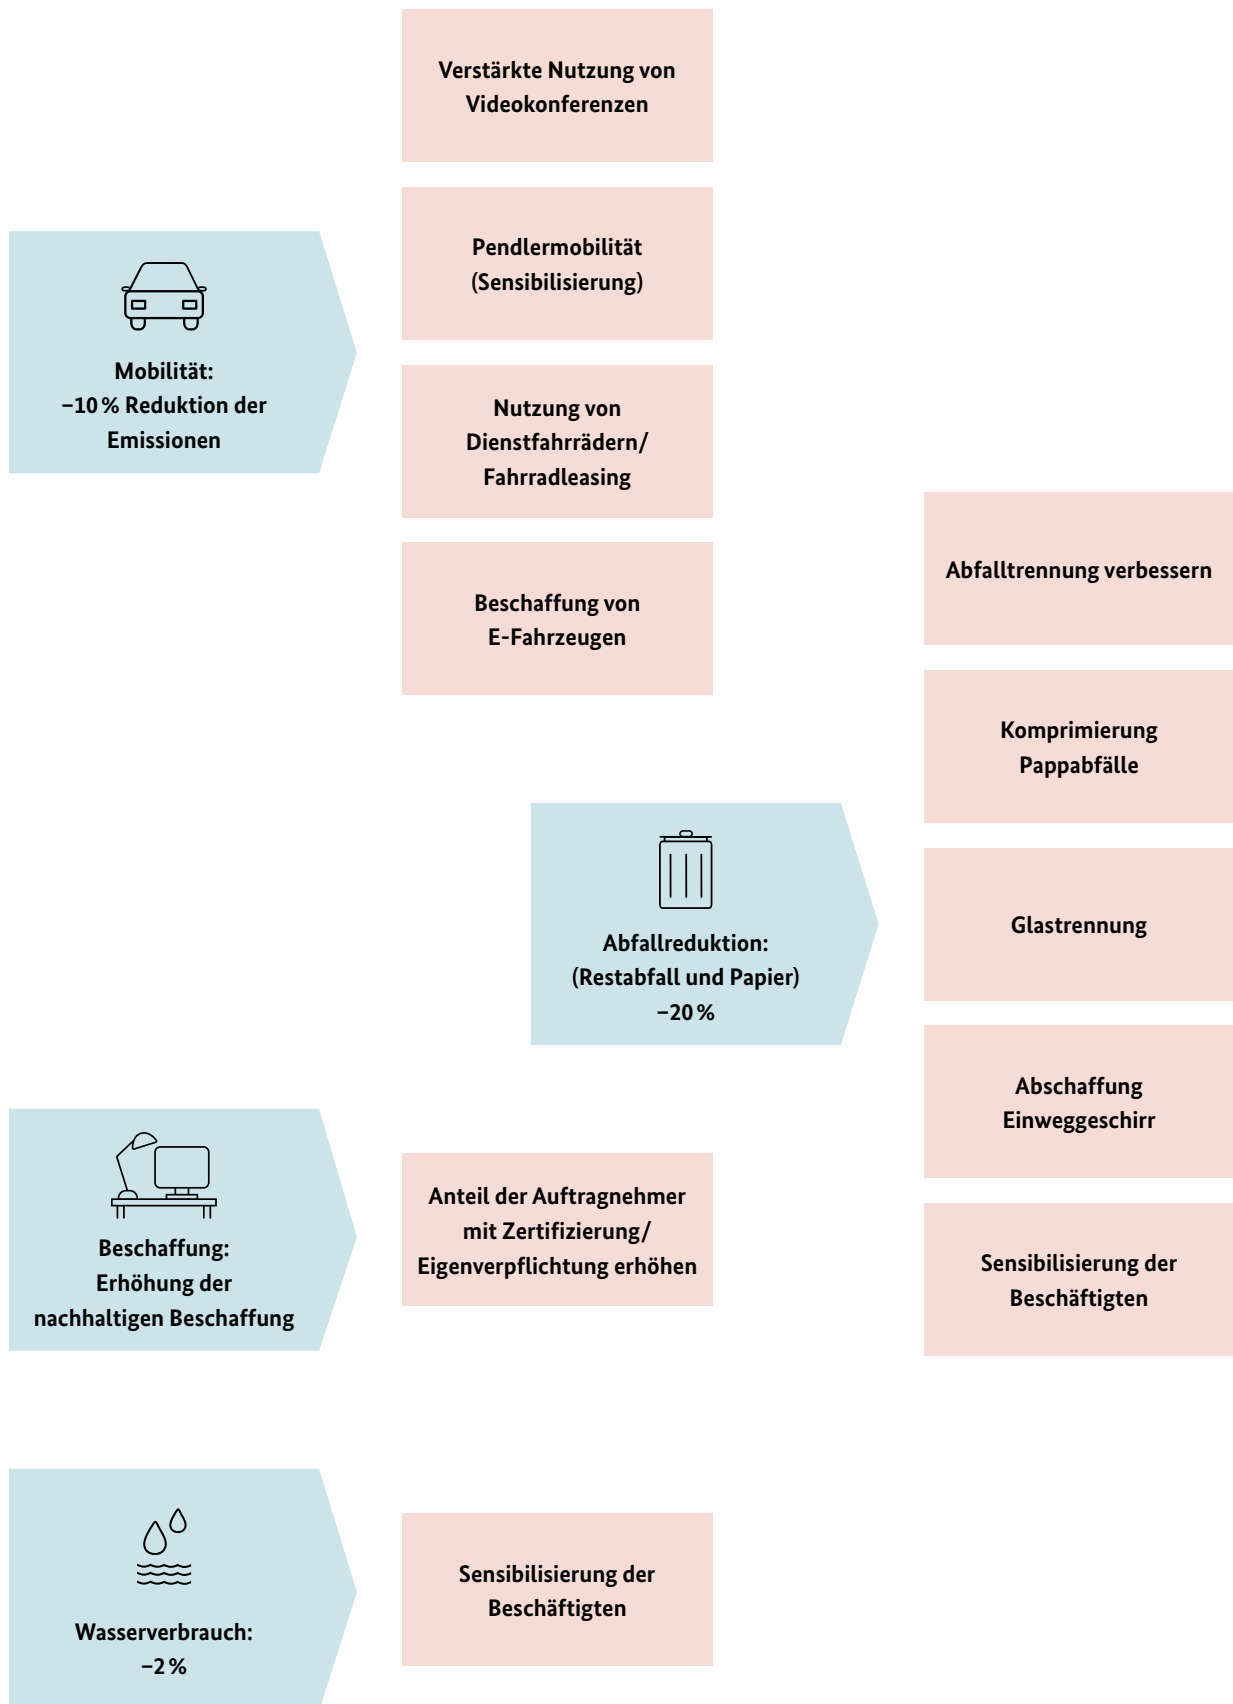 Verstärkte Nutzung von
Videokonferenzen
Pendlermobilität
(Sensibilisierung)
Mobilität:
−10 % Reduktion der
Emissionen
Nutzung von
Dienstfahrrädern/
Fahrradleasing
Beschaffung von
E-Fahrzeugen
Abfalltrennung verbessern
Komprimierung
Pappabfälle
Abfallreduktion:
(Restabfall und Papier)
−20 %
Glastrennung
Abschaffung
Einweggeschirr
Sensibilisierung der
Beschäftigten
Beschaffung:
Erhöhung der
nachhaltigen Beschaffung
Anteil der Auftragnehmer
mit Zertifizierung/
Eigenverpflichtung erhöhen
Wasserverbrauch:
−2 %
Sensibilisierung der
Beschäftigten